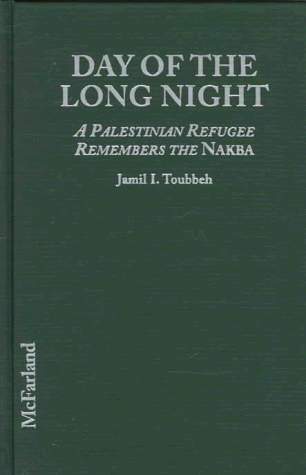 DAY OF THE
LONG NIGHT
A PALESTINIAN REFUGEE
REMEMBERS THE NAKBA
Jamil I. Toubbeh
McFarland